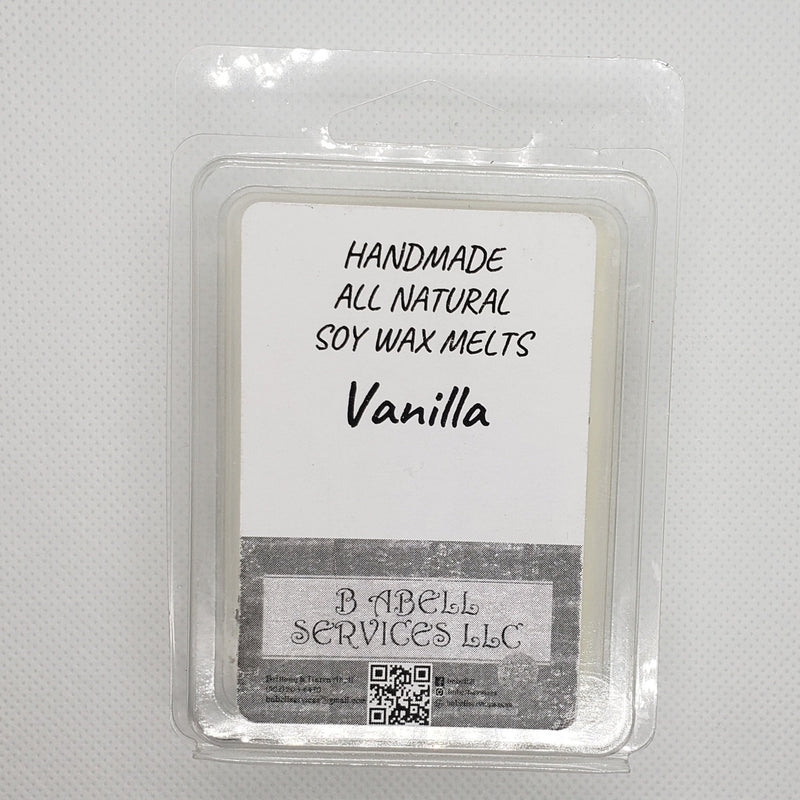 HANDMADE
ALL NATURAL
SOY WAX MELTS
Vanilla
B ABELL
SERVICES LLC